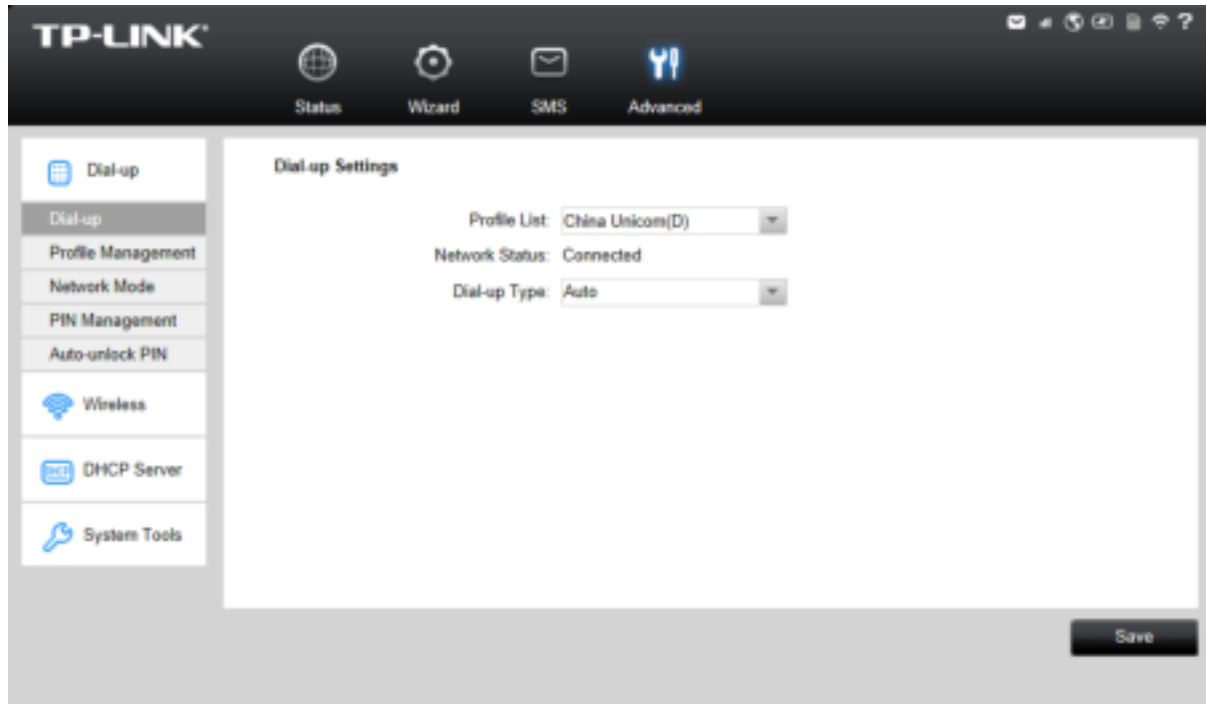 TP-LINK
Status Wizard SMS Advanced
Dial-up
Dial-up
Profile Management
Network Mode
PIN Management
Auto-unlock PIN
Wireless
DHCP DHCP Server
System Tools
Dial-up Settings
Profile List: China Unicom(D)
Network Status: Connected
Dial-up Type: Auto
Save